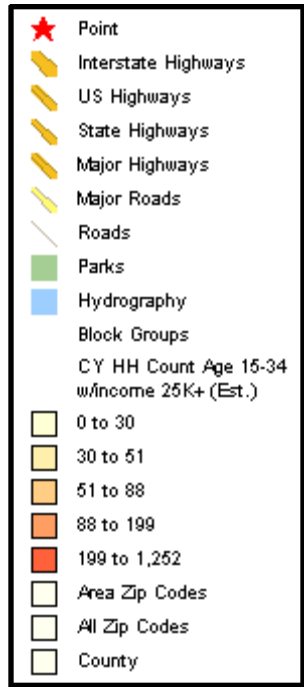 Point
Interstate Highways
US Highways
State Highways
Major Highways
Major Roads
Roads
Parks
Hydrography
Block Groups
CY HH Count Age 15-34
w/income 25K+ (Est.)
0 to 30
30 to 51
51 to 88
88 to 199
199 to 1,252
Area Zip Codes
All Zip Codes
County